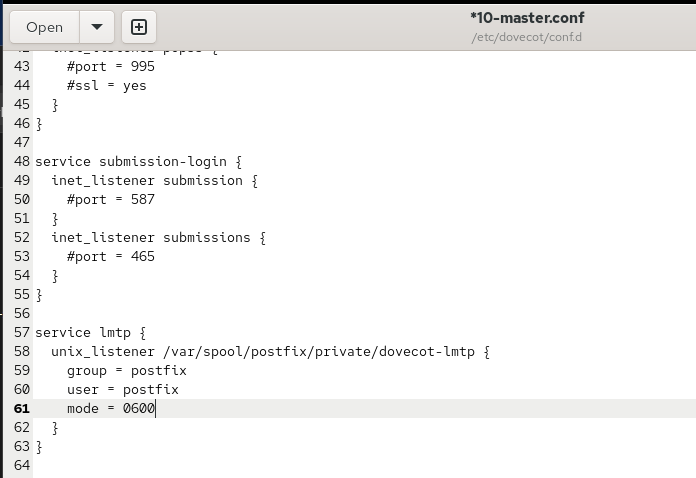 Open
*10-master.conf
/etc/dovecot/conf.d
43 #port = 995
44 #ssl = yes
45 }
46 }
47
48 service submission-login {
49 inet_listener submission {
50 #port = 587
51 }
52 inet_listener submissions {
53 #port = 465
54 }
55 }
56
57 service lmtp {
58 unix_listener /var/spool/postfix/private/dovecot-lmtp {
59 group = postfix
60 user = postfix
61 mode = 0600
62 }
63 }
64